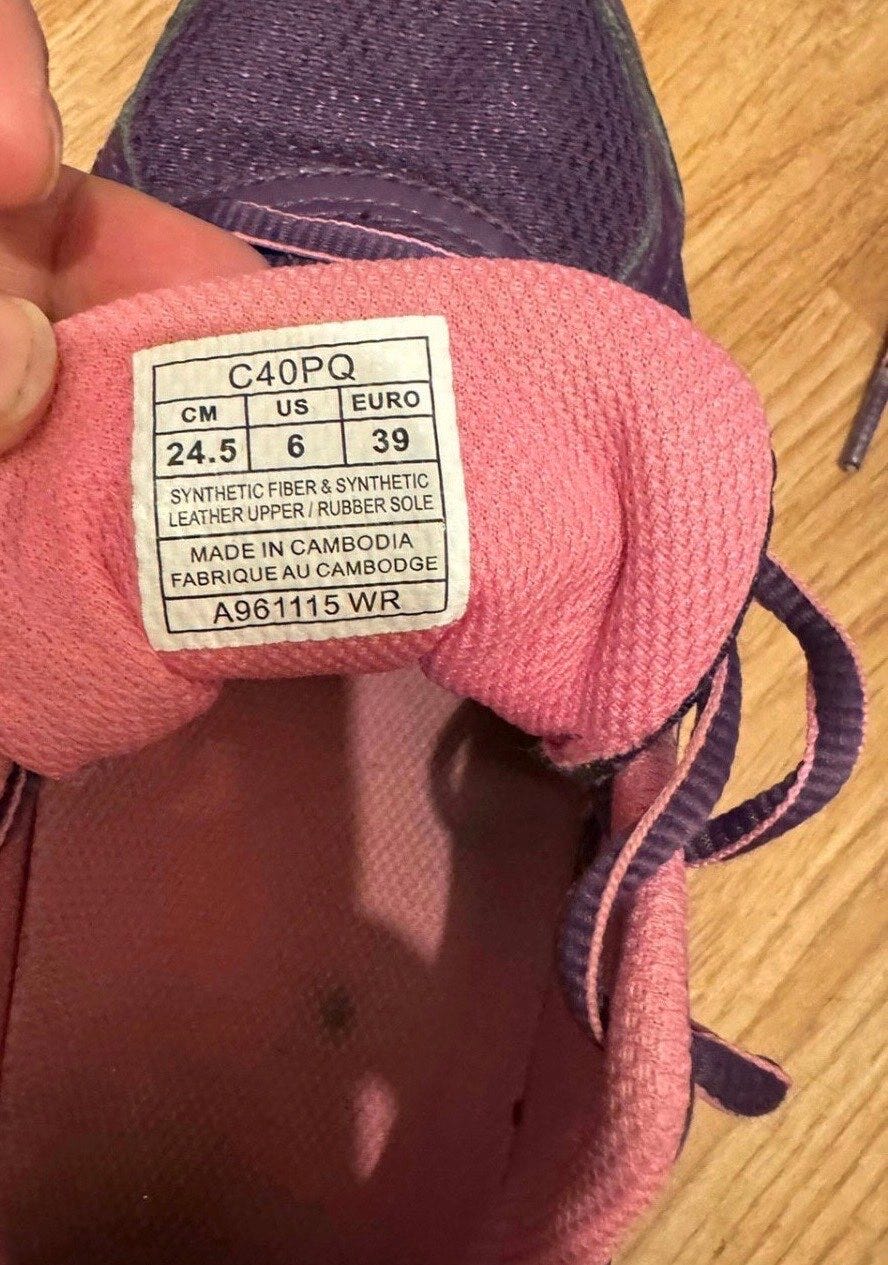 C40PQ
CM US EURO
24.5 6 39
SYNTHETIC FIBER & SYNTHETIC
LEATHER UPPER / RUBBER SOLE
MADE IN CAMBODIA
FABRIQUE AU CAMBODGE
A961115 WR